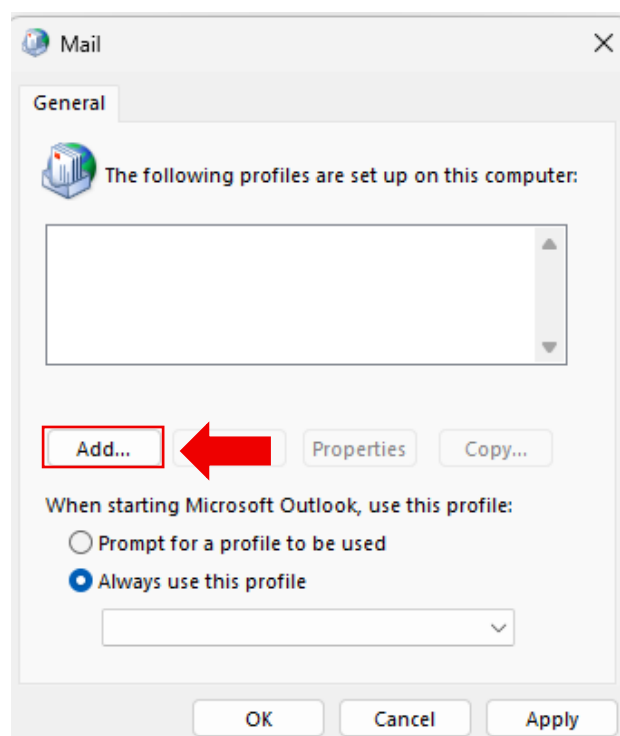 Mail
General
The following profiles are set up on this computer:
Add... Properties Copy...
When starting Microsoft Outlook, use this profile:
Prompt for a profile to be used
Always use this profile
OK Cancel Apply